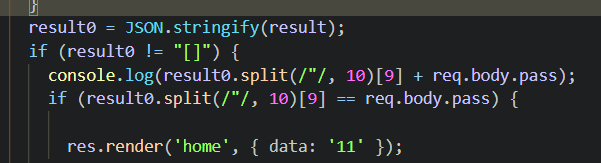 }
result0 = JSON.stringify(result);
if (result0 != "[]") {
console.log(result0.split(/"/, 10)[9] + req.body.pass);
if (result0.split(/"/, 10)[9] == req.body.pass) {
res.render('home', { data: '11' });